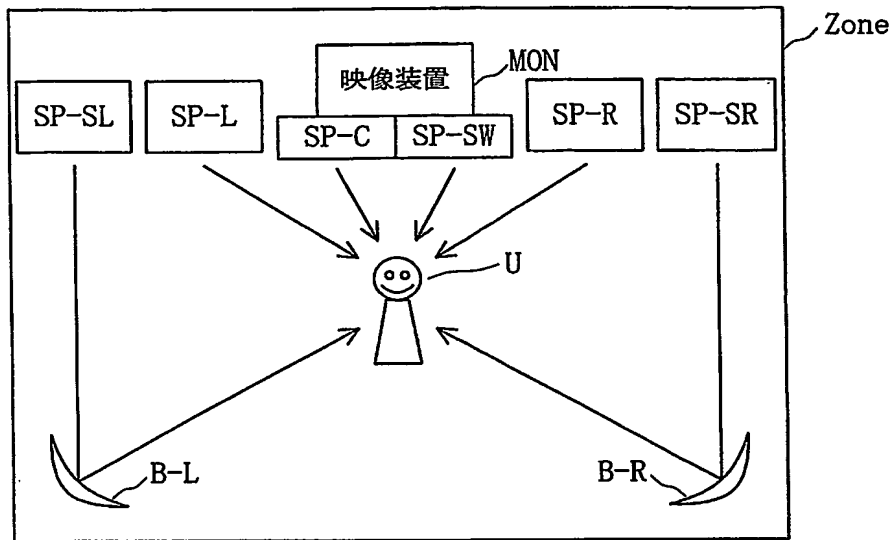 Zone
映像装置
MON
SP-SL
SP-L
SP-C
SP-SW
SP-R
SP-SR
U
B-L
B-R